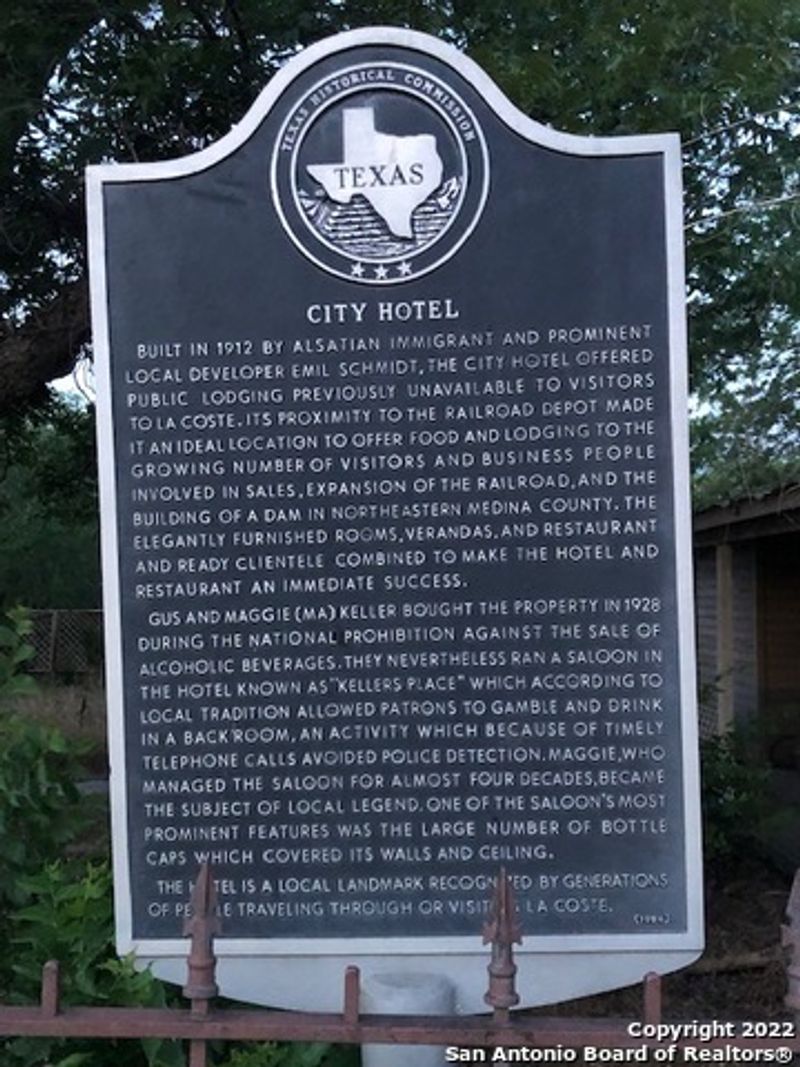 TEXAS HISTORICAL COMMISSION
TEXAS
CITY HOTEL
BUILT IN 1912 BY ALSATIAN IMMIGRANT AND PROMINENT
LOCAL DEVELOPER EMIL SCHMIDT, THE CITY HOTEL OFFERED
PUBLIC LODGING PREVIOUSLY UNAVAILABLE TO VISITORS
TO LA COSTE. ITS PROXIMITY TO THE RAILROAD DEPOT MADE
IT AN IDEAL LOCATION TO OFFER FOOD AND LODGING TO THE
GROWING NUMBER OF VISITORS AND BUSINESS PEOPLE
INVOLVED IN SALES, EXPANSION OF THE RAILROAD, AND THE
BUILDING OF A DAM IN NORTHEASTERN MEDINA COUNTY. THE
ELEGANTLY FURNISHED ROOMS, VERANDAS, AND RESTAURANT
AND READY CLIENTELE COMBINED TO MAKE THE HOTEL AND
RESTAURANT AN IMMEDIATE SUCCESS.
GUS AND MAGGIE (MA) KELLER BOUGHT THE PROPERTY IN 1928
DURING THE NATIONAL PROHIBITION AGAINST THE SALE OF
ALCOHOLIC BEVERAGES. THEY NEVERTHELESS RAN A SALOON IN
THE HOTEL KNOWN AS "KELLERS PLACE" WHICH ACCORDING TO
LOCAL TRADITION ALLOWED PATRONS TO GAMBLE AND DRINK
IN A BACK ROOM, AN ACTIVITY WHICH BECAUSE OF TIMELY
TELEPHONE CALLS AVOIDED POLICE DETECTION. MAGGIE, WHO
MANAGED THE SALOON FOR ALMOST FOUR DECADES, BECAME
THE SUBJECT OF LOCAL LEGEND. ONE OF THE SALOON'S MOST
PROMINENT FEATURES WAS THE LARGE NUMBER OF BOTTLE
CAPS WHICH COVERED ITS WALLS AND CEILING.
THE HOTEL IS A LOCAL LANDMARK RECOGNIZED BY GENERATIONS
OF PEOPLE TRAVELING THROUGH OR VISITING LA COSTE.
Copyright 2022
San Antonio Board of Realtors®